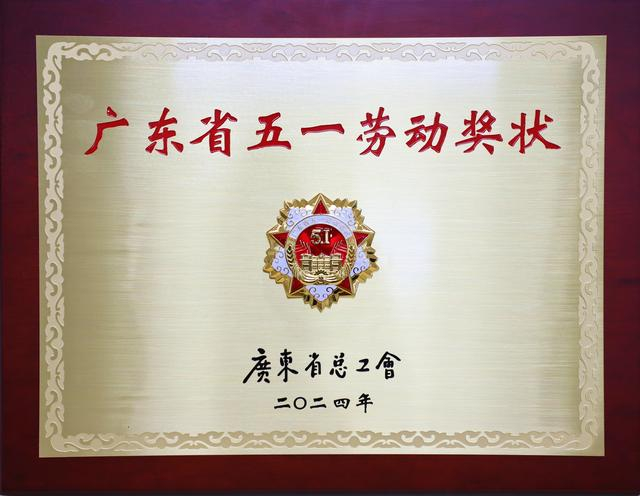 广东省五一劳动奖状
51
廣東省总工會
二〇二四年